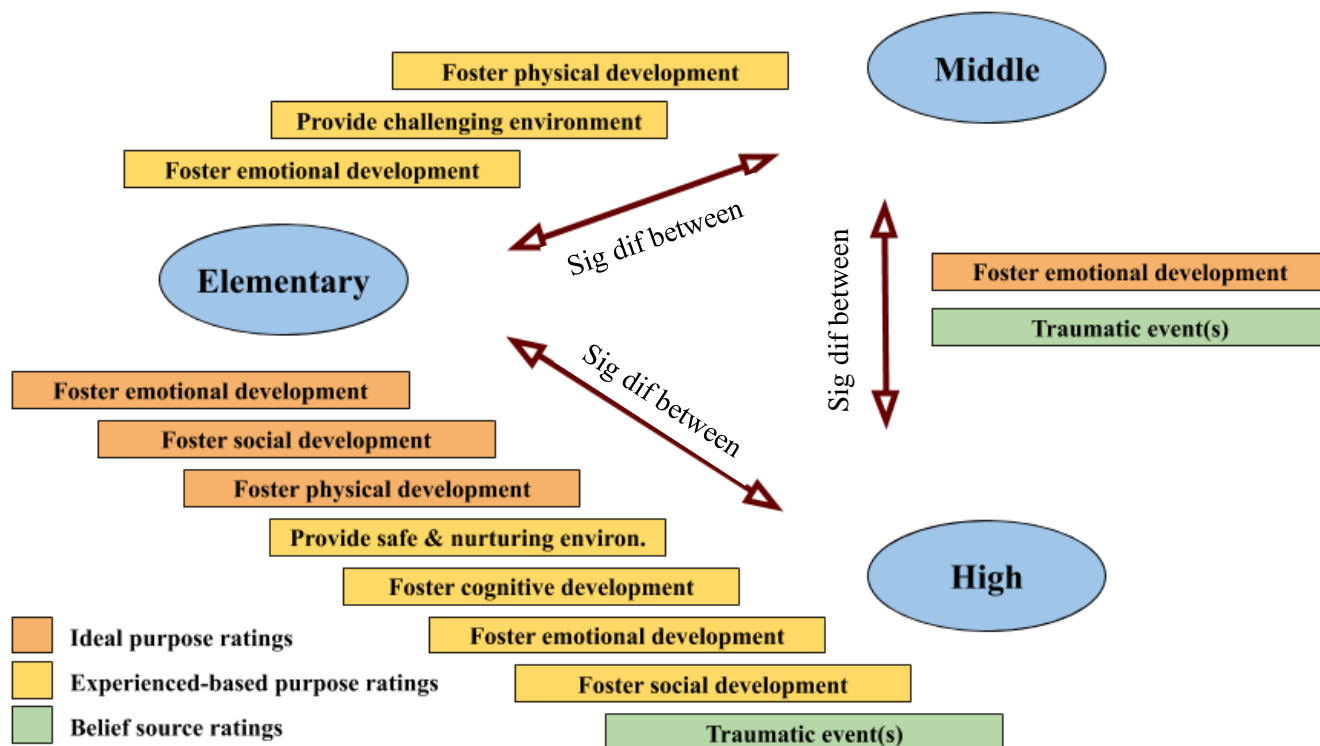 Foster physical development
Provide challenging environment
Foster emotional development
Middle
Sig dif between
Elementary
Sig dif between
Foster emotional development
Traumatic event(s)
Sig dif between
Foster emotional development
Foster social development
Foster physical development
Provide safe & nurturing environ.
Foster cognitive development
Foster emotional development
Foster social development
Traumatic event(s)
High
Ideal purpose ratings
Experienced-based purpose ratings
Belief source ratings